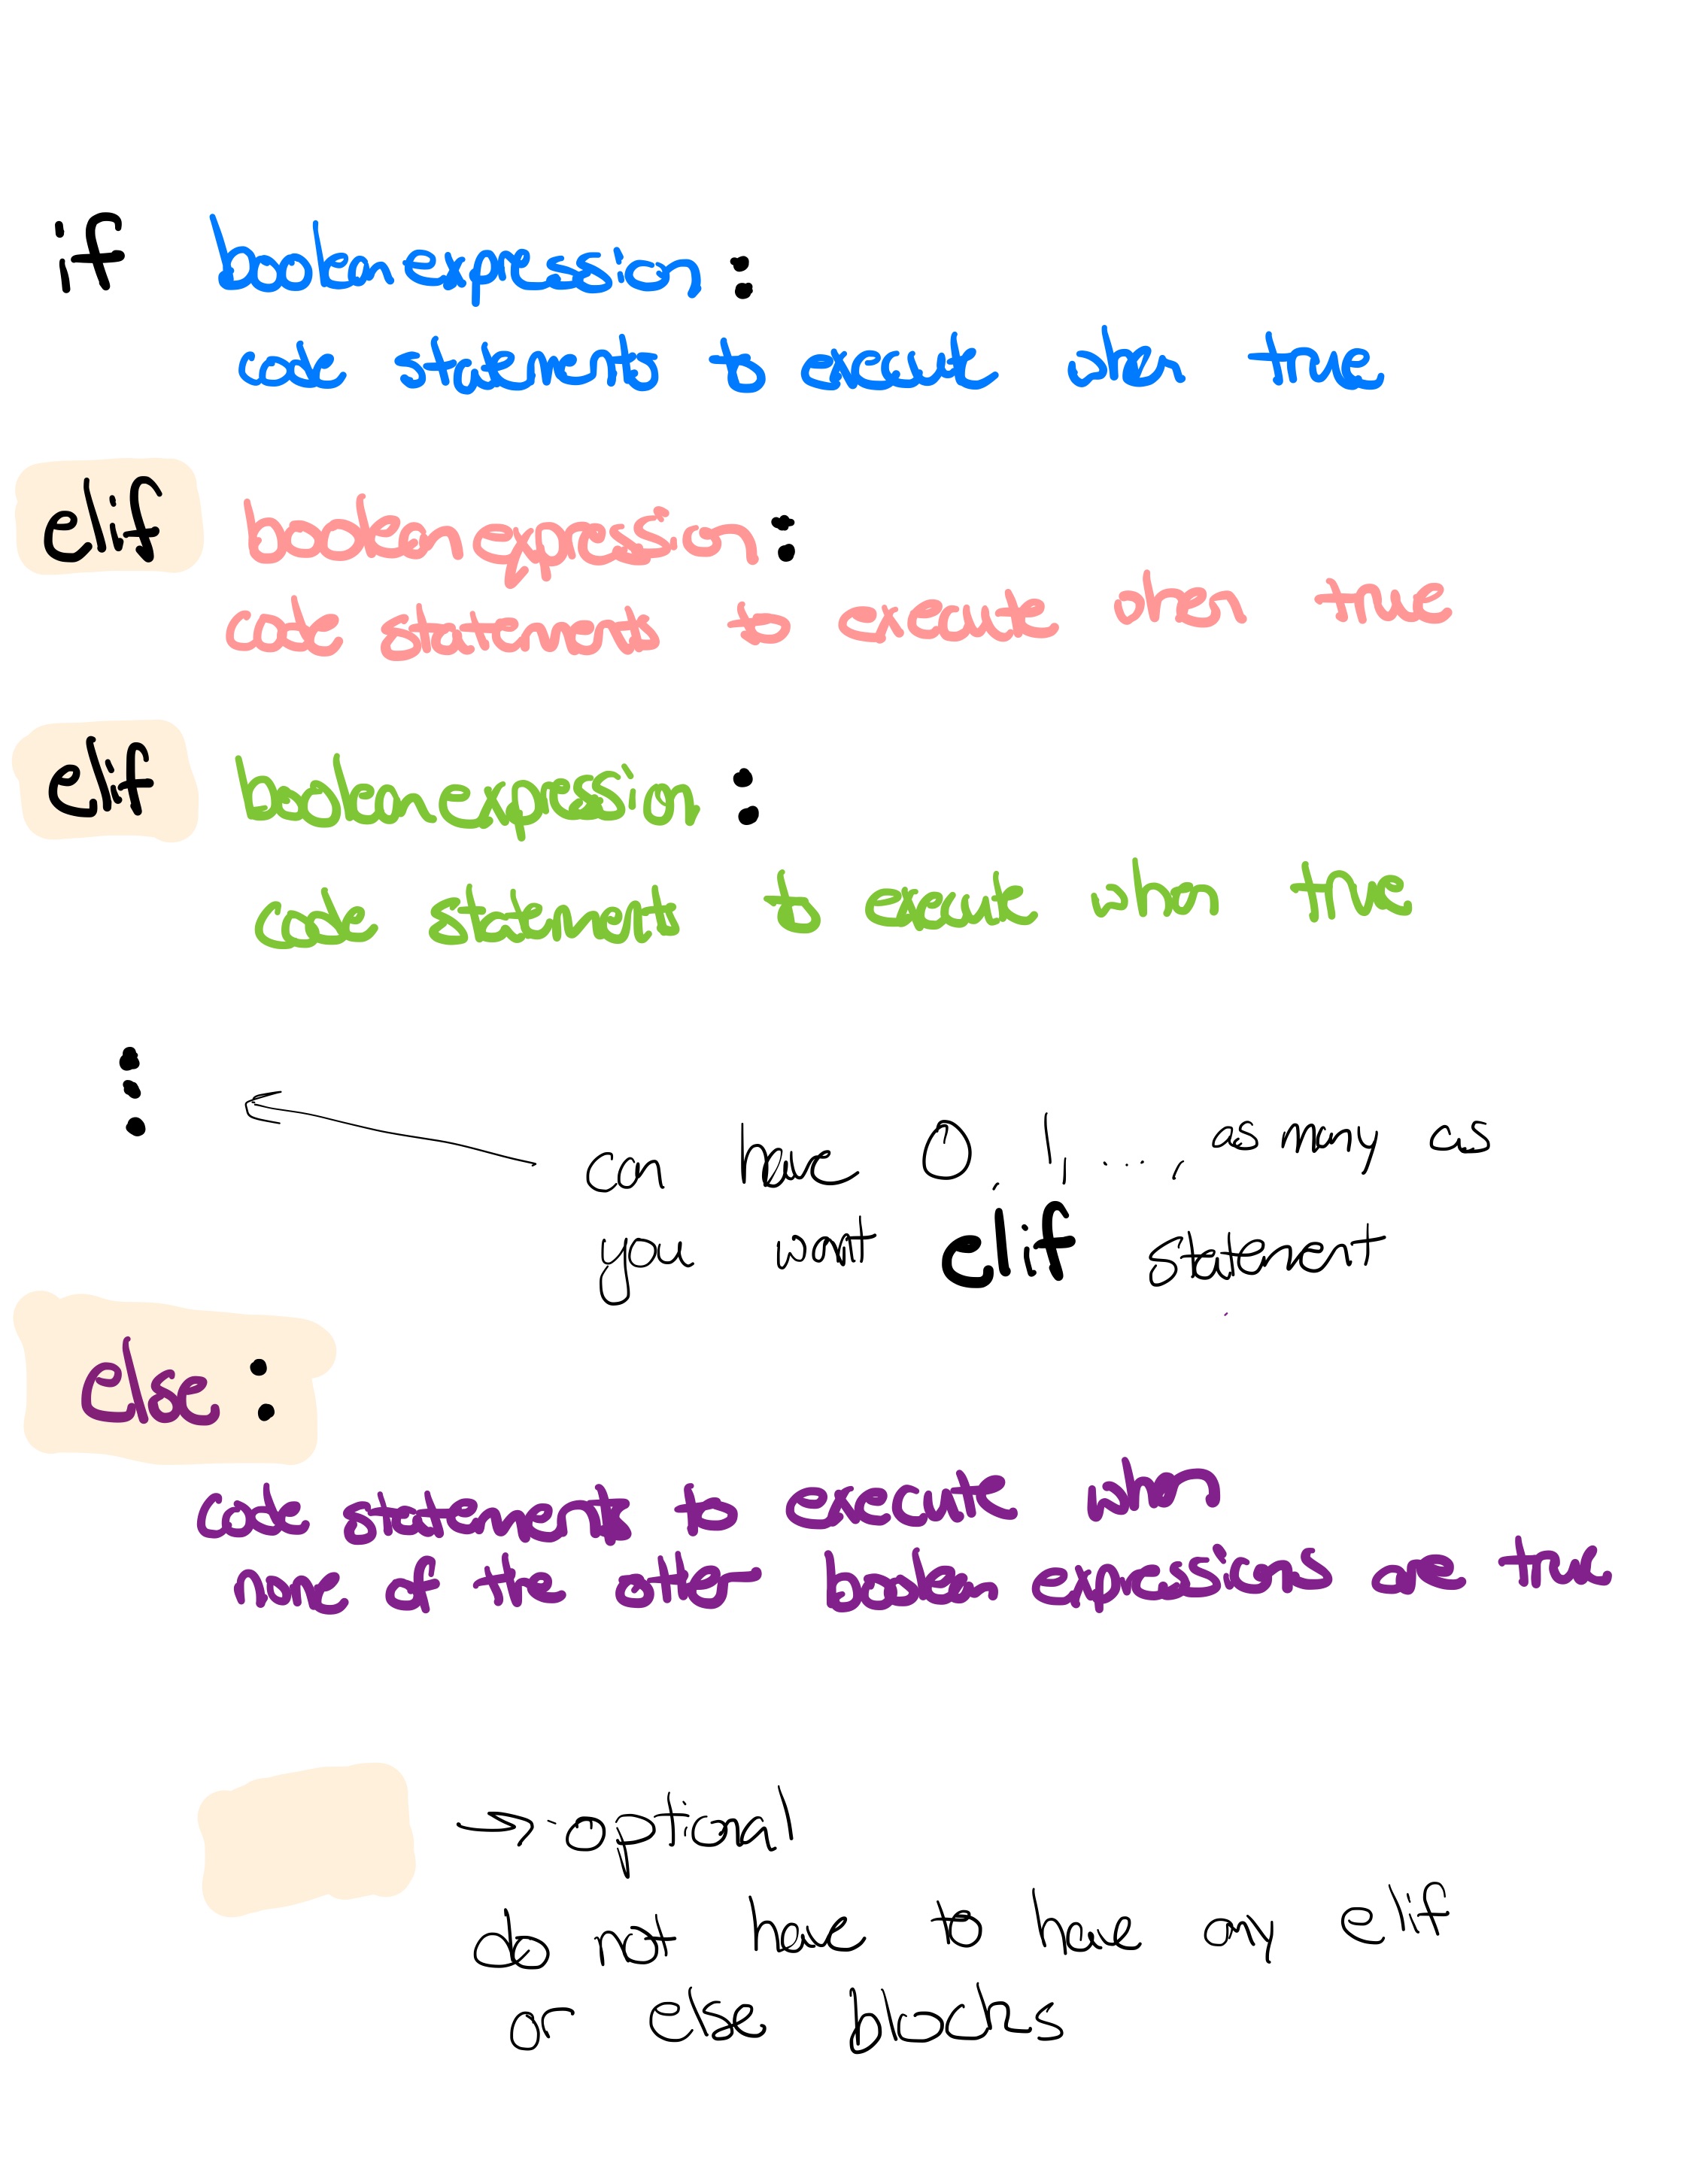 if boolean expression :
code statements to execute when true
elif boolean expression :
code statements to execute when true
elif boolean expression :
code statements to execute when true
⋮
can have 0, 1, ..., as many as
you want elif statement
else :
code statements to execute when
none of the other boolean expressions are true
→ optional
do not have to have any elif
or else blocks